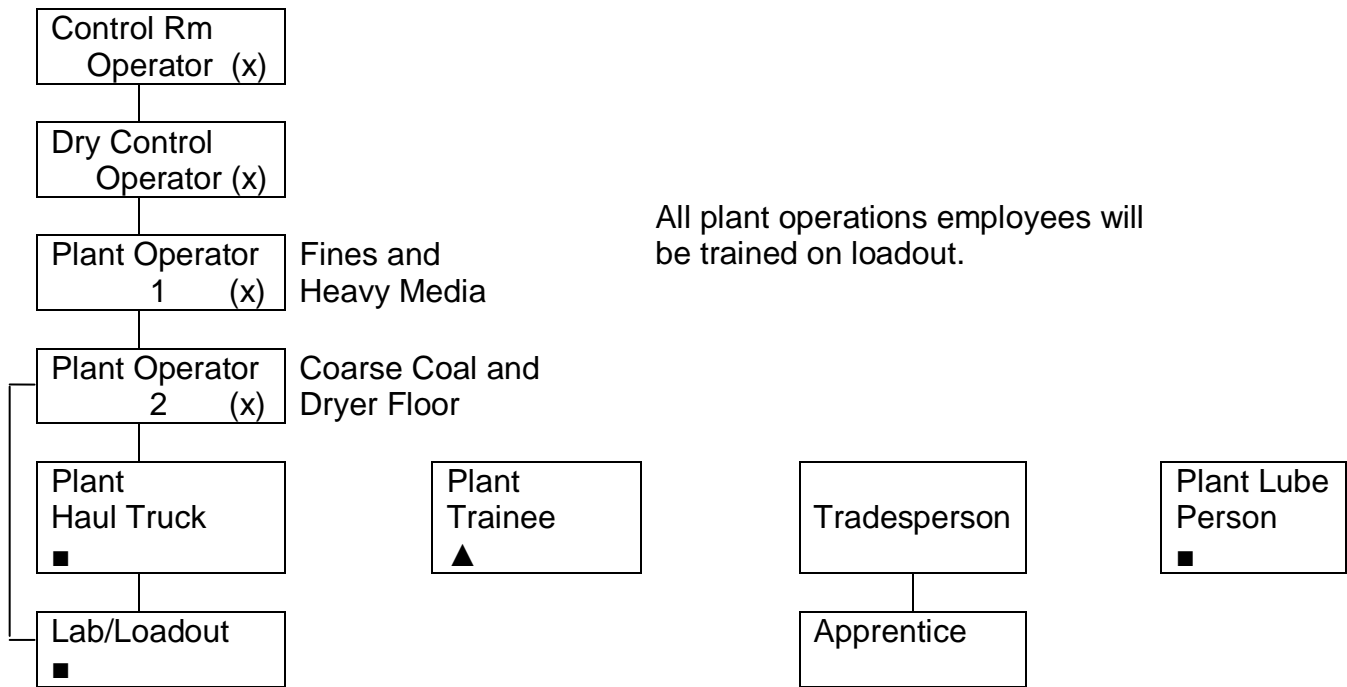 Control Rm
Operator (x)
Dry Control
Operator (x)
All plant operations employees will
be trained on loadout.
Plant Operator
1 (x)
Fines and
Heavy Media
Plant Operator
2 (x)
Coarse Coal and
Dryer Floor
Plant
Haul Truck
■
Plant
Trainee
▲
Tradesperson
Plant Lube
Person
■
Lab/Loadout
■
Apprentice